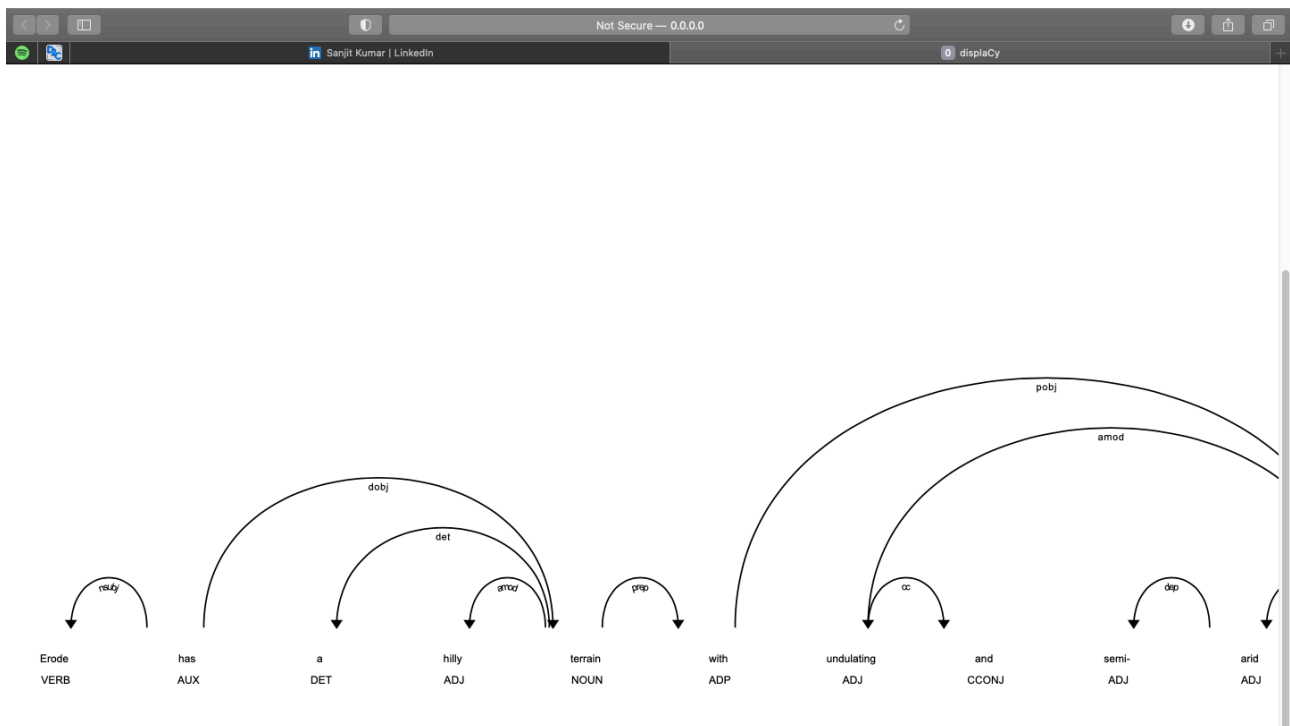 Not Secure — 0.0.0.0
in Sanjit Kumar | LinkedIn
0 displaCy
pobj
amod
dobj
det
nsubj amod prep cc dep
Erode has a hilly terrain with undulating and semi- arid
VERB AUX DET ADJ NOUN ADP ADJ CCONJ ADJ ADJ